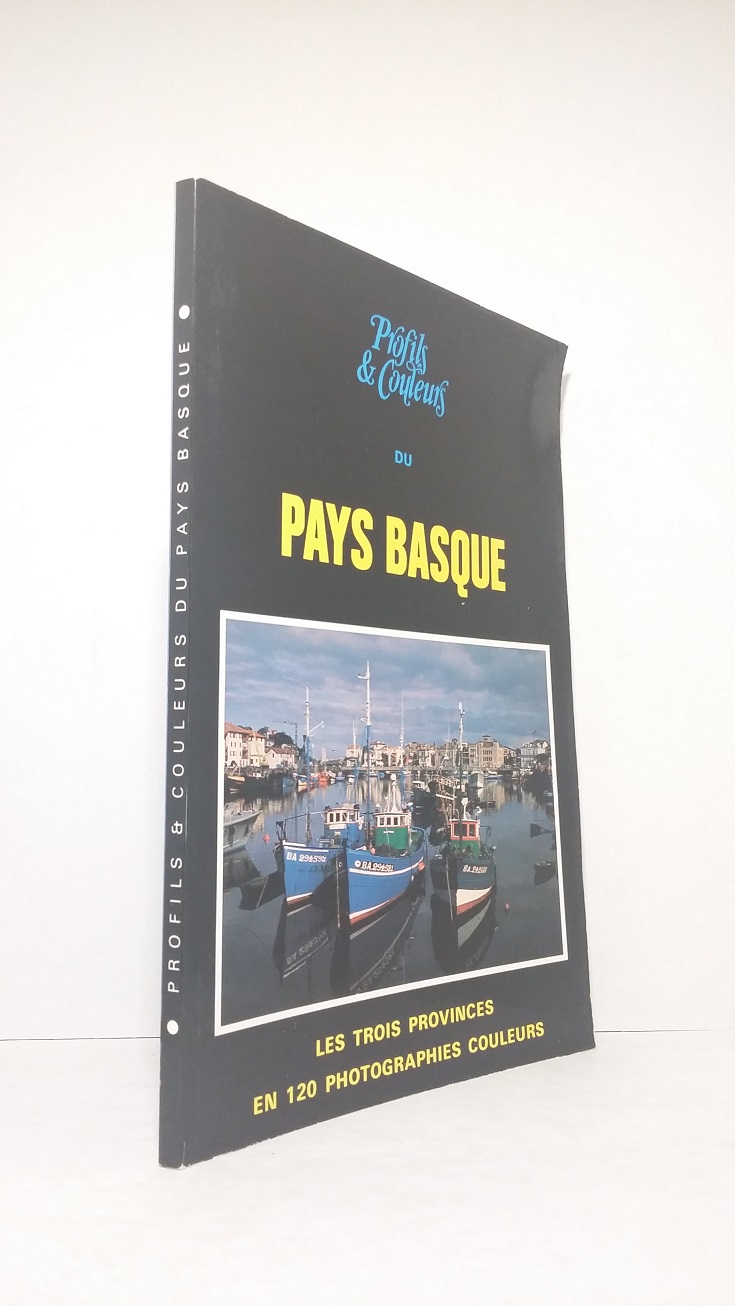 PROFILS & COULEURS DU PAYS BASQUE
Profils
& Couleurs
DU
PAYS BASQUE
LES TROIS PROVINCES
EN 120 PHOTOGRAPHIES COULEURS